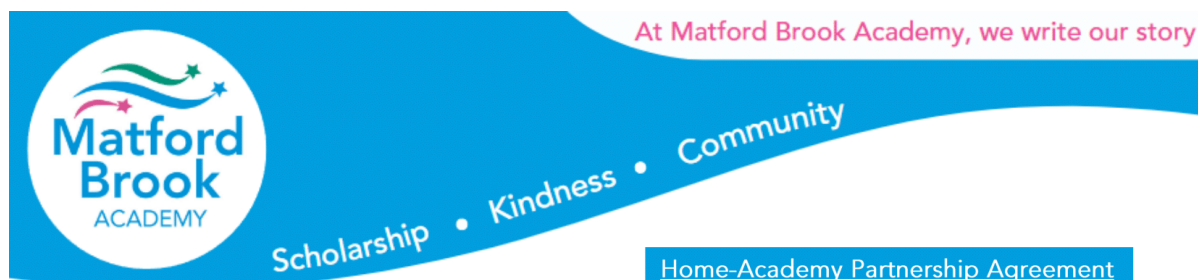 At Matford Brook Academy, we write our story
Matford
Brook
ACADEMY
Scholarship • Kindness • Community
Home-Academy Partnership Agreement